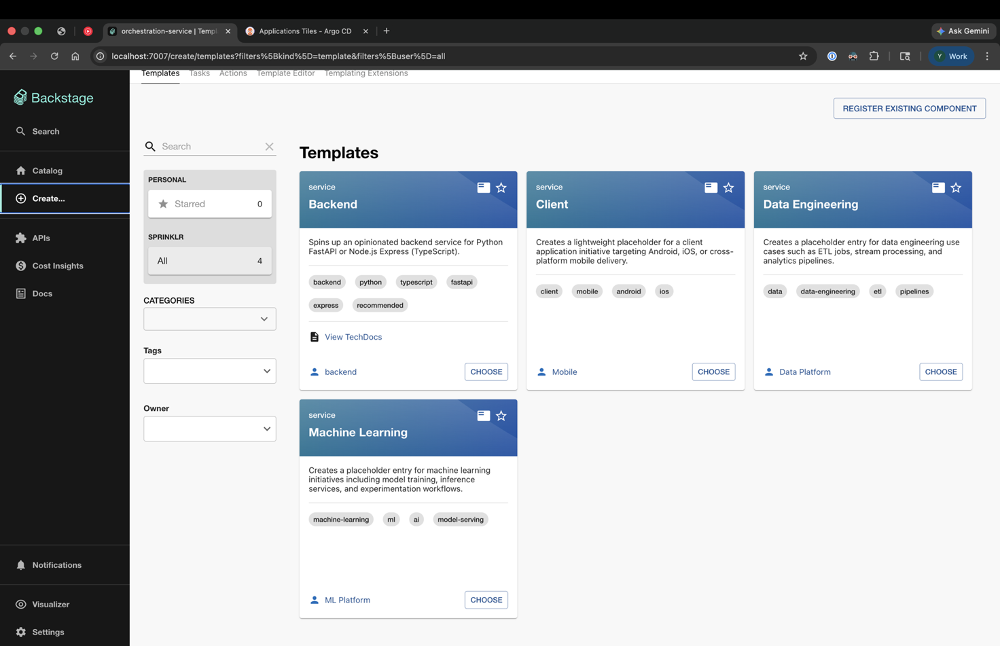 orchestration-service | Templ
Applications Tiles - Argo CD
Ask Gemini
localhost:7007/create/templates?filters%5Bkind%5D=template&filters%5Buser%5D=all
Y Work
Backstage
Search
Catalog
Create...
APIs
Cost Insights
Docs
Notifications
Visualizer
Settings
Templates Tasks Actions Template Editor Templating Extensions
REGISTER EXISTING COMPONENT
Search
PERSONAL
Starred 0
SPRINKLR
All 4
CATEGORIES
Tags
Owner
Templates
service
Backend
Spins up an opinionated backend service for Python
FastAPI or Node.js Express (TypeScript).
backend python typescript fastapi
express recommended
View TechDocs
backend CHOOSE
service
Client
Creates a lightweight placeholder for a client
application initiative targeting Android, iOS, or cross-
platform mobile delivery.
client mobile android ios
Mobile CHOOSE
service
Data Engineering
Creates a placeholder entry for data engineering use
cases such as ETL jobs, stream processing, and
analytics pipelines.
data data-engineering etl pipelines
Data Platform CHOOSE
service
Machine Learning
Creates a placeholder entry for machine learning
initiatives including model training, inference
services, and experimentation workflows.
machine-learning ml ai model-serving
ML Platform CHOOSE